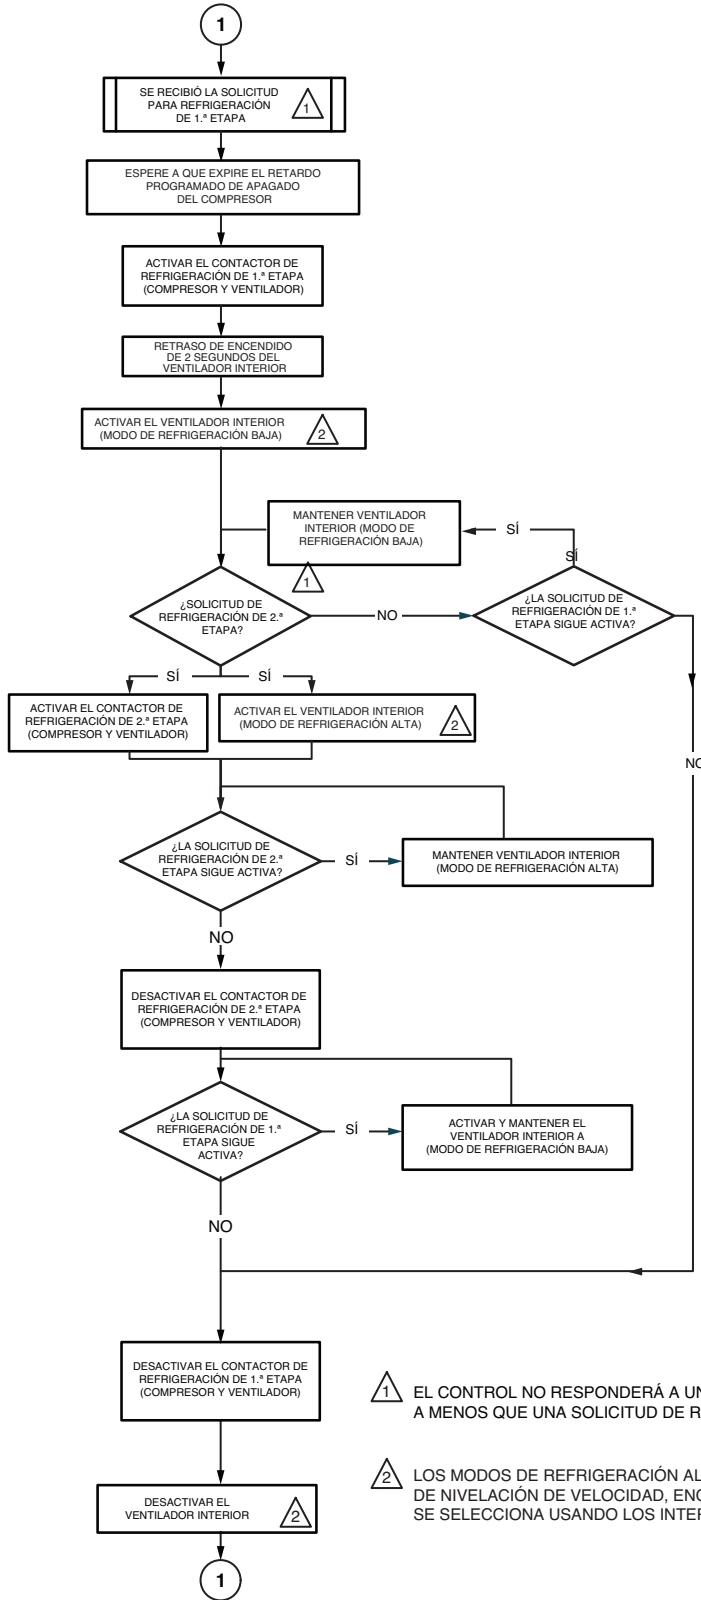 1
SE RECIBIÓ LA SOLICITUD
PARA REFRIGERACIÓN
DE 1.ª ETAPA
1
ESPERE A QUE EXPIRE EL RETARDO
PROGRAMADO DE APAGADO
DEL COMPRESOR
ACTIVAR EL CONTACTOR DE
REFRIGERACIÓN DE 1.ª ETAPA
(COMPRESOR Y VENTILADOR)
RETRASO DE ENCENDIDO
DE 2 SEGUNDOS DEL
VENTILADOR INTERIOR
ACTIVAR EL VENTILADOR INTERIOR
(MODO DE REFRIGERACIÓN BAJA)
2
MANTENER VENTILADOR
INTERIOR (MODO DE
REFRIGERACIÓN BAJA)
SÍ
SÍ
1
¿SOLICITUD DE
REFRIGERACIÓN DE 2.ª
ETAPA?
NO
¿LA SOLICITUD DE
REFRIGERACIÓN DE 1.ª
ETAPA SIGUE ACTIVA?
SÍ
SÍ
ACTIVAR EL CONTACTOR DE
REFRIGERACIÓN DE 2.ª ETAPA
(COMPRESOR Y VENTILADOR)
ACTIVAR EL VENTILADOR INTERIOR
(MODO DE REFRIGERACIÓN ALTA)
2
NO
¿LA SOLICITUD DE
REFRIGERACIÓN DE 2.ª
ETAPA SIGUE ACTIVA?
SÍ
MANTENER VENTILADOR INTERIOR
(MODO DE REFRIGERACIÓN ALTA)
NO
DESACTIVAR EL CONTACTOR DE
REFRIGERACIÓN DE 2.ª ETAPA
(COMPRESOR Y VENTILADOR)
¿LA SOLICITUD DE
REFRIGERACIÓN DE 1.ª
ETAPA SIGUE
ACTIVA?
SÍ
ACTIVAR Y MANTENER EL
VENTILADOR INTERIOR A
(MODO DE REFRIGERACIÓN BAJA)
NO
DESACTIVAR EL CONTACTOR DE
REFRIGERACIÓN DE 1.ª ETAPA
(COMPRESOR Y VENTILADOR)
1 EL CONTROL NO RESPONDERÁ A UN
A MENOS QUE UNA SOLICITUD DE R
2 LOS MODOS DE REFRIGERACIÓN AL
DE NIVELACIÓN DE VELOCIDAD, ENC
SE SELECCIONA USANDO LOS INTER
DESACTIVAR EL
VENTILADOR INTERIOR
2
1